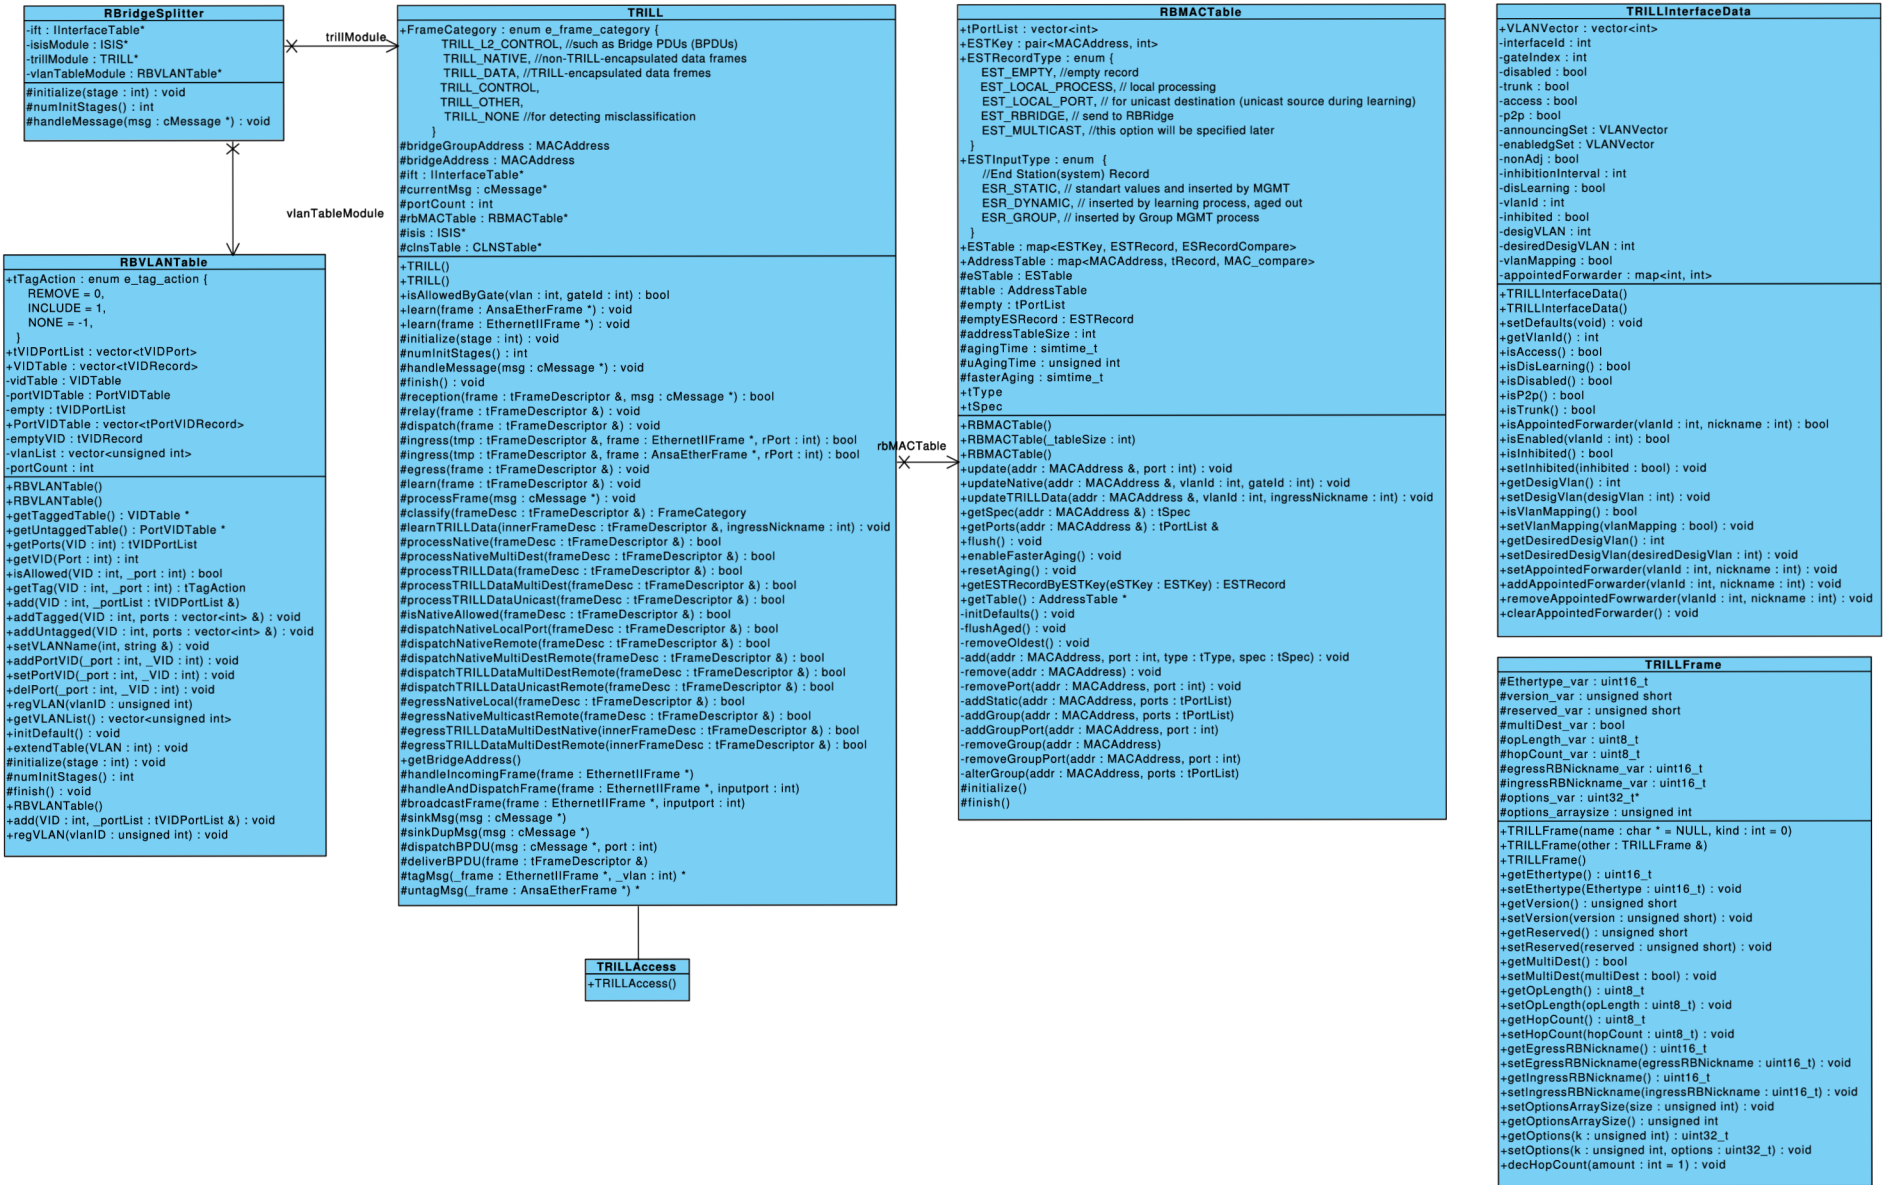 RBridgeSplitter
-ift : IInterfaceTable*
-isisModule : ISIS*
-trillModule : TRILL*
-vlanTableModule : RBVLANTable*
#initialize(stage : int) : void
#numInitStages() : int
#handleMessage(msg : cMessage *) : void
trillModule
vlanTableModule
RBVLANTable
+tTagAction : enum e_tag_action {
REMOVE = 0,
INCLUDE = 1,
NONE = -1,
}
+tVIDPortList : vector<tVIDPort>
+VIDTable : vector<tVIDRecord>
-vidTable : VIDTable
-portVIDTable : PortVIDTable
-empty : tVIDPortList
+PortVIDTable : vector<tPortVIDRecord>
-emptyVID : tVIDRecord
-vlanList : vector<unsigned int>
-portCount : int
+RBVLANTable()
+RBVLANTable()
+getTaggedTable() : VIDTable *
+getUntaggedTable() : PortVIDTable *
+getPorts(VID : int) : tVIDPortList
+getVID(Port : int) : int
+isAllowed(VID : int, _port : int) : bool
+getTag(VID : int, _port : int) : tTagAction
+add(VID : int, _portList : tVIDPortList &)
+addTagged(VID : int, ports : vector<int> &) : void
+addUntagged(VID : int, ports : vector<int> &) : void
+setVLANName(int, string &) : void
+addPortVID(_port : int, _VID : int) : void
+setPortVID(_port : int, _VID : int) : void
+delPort(_port : int, _VID : int) : void
+regVLAN(vlanID : unsigned int)
+getVLANList() : vector<unsigned int>
+initDefault() : void
+extendTable(VLAN : int) : void
#initialize(stage : int) : void
#numInitStages() : int
#finish() : void
+RBVLANTable()
+add(VID : int, _portList : tVIDPortList &) : void
+regVLAN(vlanID : unsigned int) : void
TRILL
+FrameCategory : enum e_frame_category {
TRILL_L2_CONTROL, //such as Bridge PDUs (BPDUs)
TRILL_NATIVE, //non-TRILL-encapsulated data frames
TRILL_DATA, //TRILL-encapsulated data fremes
TRILL_CONTROL,
TRILL_OTHER,
TRILL_NONE //for detecting misclassification
}
#bridgeGroupAddress : MACAddress
#bridgeAddress : MACAddress
#ift : IInterfaceTable*
#currentMsg : cMessage*
#portCount : int
#rbMACTable : RBMACTable*
#isis : ISIS*
#clnsTable : CLNSTable*
+TRILL()
+TRILL()
+isAllowedByGate(vlan : int, gateId : int) : bool
+learn(frame : AnsaEtherFrame *) : void
+learn(frame : EthernetIIFrame *) : void
#initialize(stage : int) : void
#numInitStages() : int
#handleMessage(msg : cMessage *) : void
#finish() : void
#reception(frame : tFrameDescriptor &, msg : cMessage *) : bool
#relay(frame : tFrameDescriptor &) : void
#dispatch(frame : tFrameDescriptor &) : void
#ingress(tmp : tFrameDescriptor &, frame : EthernetIIFrame *, rPort : int) : bool
#ingress(tmp : tFrameDescriptor &, frame : AnsaEtherFrame *, rPort : int) : bool
#egress(frame : tFrameDescriptor &) : void
#learn(frame : tFrameDescriptor &) : void
#processFrame(msg : cMessage *) : void
#classify(frameDesc : tFrameDescriptor &) : FrameCategory
#learnTRILLData(innerFrameDesc : tFrameDescriptor &, ingressNickname : int) : void
#processNative(frameDesc : tFrameDescriptor &) : bool
#processNativeMultiDest(frameDesc : tFrameDescriptor &) : bool
#processTRILLData(frameDesc : tFrameDescriptor &) : bool
#processTRILLDataMultiDest(frameDesc : tFrameDescriptor &) : bool
#processTRILLDataUnicast(frameDesc : tFrameDescriptor &) : bool
#isNativeAllowed(frameDesc : tFrameDescriptor &) : bool
#dispatchNativeLocalPort(frameDesc : tFrameDescriptor &) : bool
#dispatchNativeRemote(frameDesc : tFrameDescriptor &) : bool
#dispatchNativeMultiDestRemote(frameDesc : tFrameDescriptor &) : bool
#dispatchTRILLDataMultiDestRemote(frameDesc : tFrameDescriptor &) : bool
#dispatchTRILLDataUnicastRemote(frameDesc : tFrameDescriptor &) : bool
#egressNativeLocal(frameDesc : tFrameDescriptor &) : bool
#egressNativeMulticastRemote(frameDesc : tFrameDescriptor &) : bool
#egressTRILLDataMultiDestNative(innerFrameDesc : tFrameDescriptor &) : bool
#egressTRILLDataMultiDestRemote(innerFrameDesc : tFrameDescriptor &) : bool
+getBridgeAddress()
#handleIncomingFrame(frame : EthernetIIFrame *)
#handleAndDispatchFrame(frame : EthernetIIFrame *, inputport : int)
#broadcastFrame(frame : EthernetIIFrame *, inputport : int)
#sinkMsg(msg : cMessage *)
#sinkDupMsg(msg : cMessage *)
#dispatchBPDU(msg : cMessage *, port : int)
#deliverBPDU(frame : tFrameDescriptor &)
#tagMsg(_frame : EthernetIIFrame *, _vlan : int) *
#untagMsg(_frame : AnsaEtherFrame *) *
TRILLAccess
+TRILLAccess()
rbMACTable
RBMACTable
+tPortList : vector<int>
+ESTKey : pair<MACAddress, int>
+ESTRecordType : enum {
EST_EMPTY, //empty record
EST_LOCAL_PROCESS, // local processing
EST_LOCAL_PORT, // for unicast destination (unicast source during learning)
EST_RBRIDGE, // send to RBRidge
EST_MULTICAST, //this option will be specified later
}
+ESTInputType : enum {
//End Station(system) Record
ESR_STATIC, // standart values and inserted by MGMT
ESR_DYNAMIC, // inserted by learning process, aged out
ESR_GROUP, // inserted by Group MGMT process
}
+ESTable : map<ESTKey, ESTRecord, ESRecordCompare>
+AddressTable : map<MACAddress, tRecord, MAC_compare>
#eSTable : ESTable
#table : AddressTable
#empty : tPortList
#emptyESRecord : ESTRecord
#addressTableSize : int
#agingTime : simtime_t
#uAgingTime : unsigned int
#fasterAging : simtime_t
+tType
+tSpec
+RBMACTable()
+RBMACTable(_tableSize : int)
+RBMACTable()
+update(addr : MACAddress &, port : int) : void
+updateNative(addr : MACAddress &, vlanId : int, gateId : int) : void
+updateTRILLData(addr : MACAddress &, vlanId : int, ingressNickname : int) : void
+getSpec(addr : MACAddress &) : tSpec
+getPorts(addr : MACAddress &) : tPortList &
+flush() : void
+enableFasterAging() : void
+resetAging() : void
+getESTRecordByESTKey(eSTKey : ESTKey) : ESTRecord
+getTable() : AddressTable *
-initDefaults() : void
-flushAged() : void
-removeOldest() : void
-add(addr : MACAddress, port : int, type : tType, spec : tSpec) : void
-remove(addr : MACAddress) : void
-removePort(addr : MACAddress, port : int) : void
-addStatic(addr : MACAddress, ports : tPortList)
-addGroup(addr : MACAddress, ports : tPortList)
-addGroupPort(addr : MACAddress, port : int)
-removeGroup(addr : MACAddress)
-removeGroupPort(addr : MACAddress, port : int)
-alterGroup(addr : MACAddress, ports : tPortList)
#initialize()
#finish()
TRILLInterfaceData
+VLANVector : vector<int>
-interfaceId : int
-gateIndex : int
-disabled : bool
-trunk : bool
-access : bool
-p2p : bool
-announcingSet : VLANVector
-enabledgSet : VLANVector
-nonAdj : bool
-inhibitionInterval : int
-disLearning : bool
-vlanId : int
-inhibited : bool
-desigVLAN : int
-desiredDesigVLAN : int
-vlanMapping : bool
-appointedForwarder : map<int, int>
+TRILLInterfaceData()
+TRILLInterfaceData()
+setDefaults(void) : void
+getVlanId() : int
+isAccess() : bool
+isDisLearning() : bool
+isDisabled() : bool
+isP2p() : bool
+isTrunk() : bool
+isAppointedForwarder(vlanId : int, nickname : int) : bool
+isEnabled(vlanId : int) : bool
+isInhibited() : bool
+setInhibited(inhibited : bool) : void
+getDesigVlan() : int
+setDesigVlan(desigVlan : int) : void
+isVlanMapping() : bool
+setVlanMapping(vlanMapping : bool) : void
+getDesiredDesigVlan() : int
+setDesiredDesigVlan(desiredDesigVlan : int) : void
+setAppointedForwarder(vlanId : int, nickname : int) : void
+addAppointedForwarder(vlanId : int, nickname : int) : void
+removeAppointedFowrwarder(vlanId : int, nickname : int) : void
+clearAppointedForwarder() : void
TRILLFrame
#Ethertype_var : uint16_t
#version_var : unsigned short
#reserved_var : unsigned short
#multiDest_var : bool
#opLength_var : uint8_t
#hopCount_var : uint8_t
#egressRBNickname_var : uint16_t
#ingressRBNickname_var : uint16_t
#options_var : uint32_t*
#options_arraysize : unsigned int
+TRILLFrame(name : char * = NULL, kind : int = 0)
+TRILLFrame(other : TRILLFrame &)
+TRILLFrame()
+getEthertype() : uint16_t
+setEthertype(Ethertype : uint16_t) : void
+getVersion() : unsigned short
+setVersion(version : unsigned short) : void
+getReserved() : unsigned short
+setReserved(reserved : unsigned short) : void
+getMultiDest() : bool
+setMultiDest(multiDest : bool) : void
+getOpLength() : uint8_t
+setOpLength(opLength : uint8_t) : void
+getHopCount() : uint8_t
+setHopCount(hopCount : uint8_t) : void
+getEgressRBNickname() : uint16_t
+setEgressRBNickname(egressRBNickname : uint16_t) : void
+getIngressRBNickname() : uint16_t
+setIngressRBNickname(ingressRBNickname : uint16_t) : void
+setOptionsArraySize(size : unsigned int) : void
+getOptionsArraySize() : unsigned int
+getOptions(k : unsigned int) : uint32_t
+setOptions(k : unsigned int, options : uint32_t) : void
+decHopCount(amount : int = 1) : void